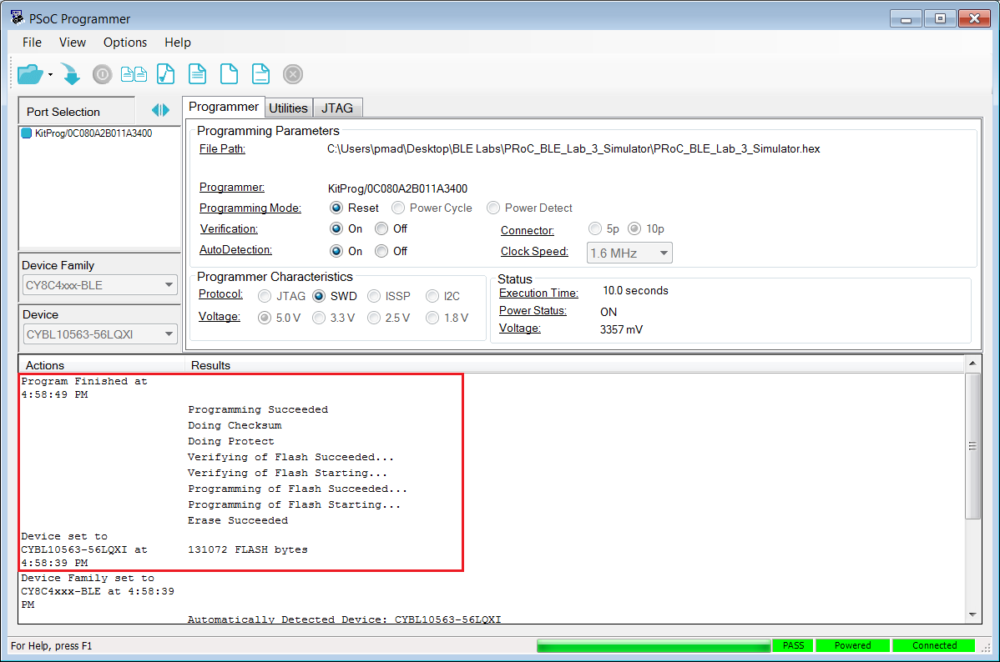 PSoC Programmer
File View Options Help
Port Selection
KitProg/0C080A2B011A3400
Device Family
CY8C4xxx-BLE
Device
CYBL10563-56LQXI
Programmer Utilities JTAG
Programming Parameters
File Path: C:\Users\pmad\Desktop\BLE Labs\PRoC_BLE_Lab_3_Simulator\PRoC_BLE_Lab_3_Simulator.hex
Programmer: KitProg/0C080A2B011A3400
Programming Mode: Reset Power Cycle Power Detect
Verification: On Off Connector: 5p 10p
AutoDetection: On Off Clock Speed: 1.6 MHz
Programmer Characteristics
Protocol: JTAG SWD ISSP I2C
Voltage: 5.0 V 3.3 V 2.5 V 1.8 V
Status
Execution Time: 10.0 seconds
Power Status: ON
Voltage: 3357 mV
Actions Results
Program Finished at
4:58:49 PM
Programming Succeeded
Doing Checksum
Doing Protect
Verifying of Flash Succeeded...
Verifying of Flash Starting...
Programming of Flash Succeeded...
Programming of Flash Starting...
Erase Succeeded
Device set to
CYBL10563-56LQXI at 131072 FLASH bytes
4:58:39 PM
Device Family set to
CY8C4xxx-BLE at 4:58:39
PM
Automatically Detected Device: CYBL10563-56LQXI
For Help, press F1 PASS Powered Connected